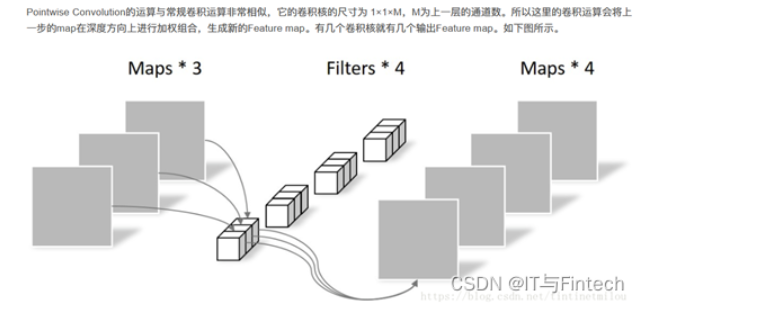 Pointwise Convolution的运算与常规卷积运算非常相似，它的卷积核的尺寸为 1×1×M，M为上一层的通道数。所以这里的卷积运算会将上
一步的map在深度方向上进行加权组合，生成新的Feature map。有几个卷积核就有几个输出Feature map。如下图所示。
Maps * 3 Filters * 4 Maps * 4
CSDN @IT与Fintech
https://blog.csdn.net/tintinetmilou